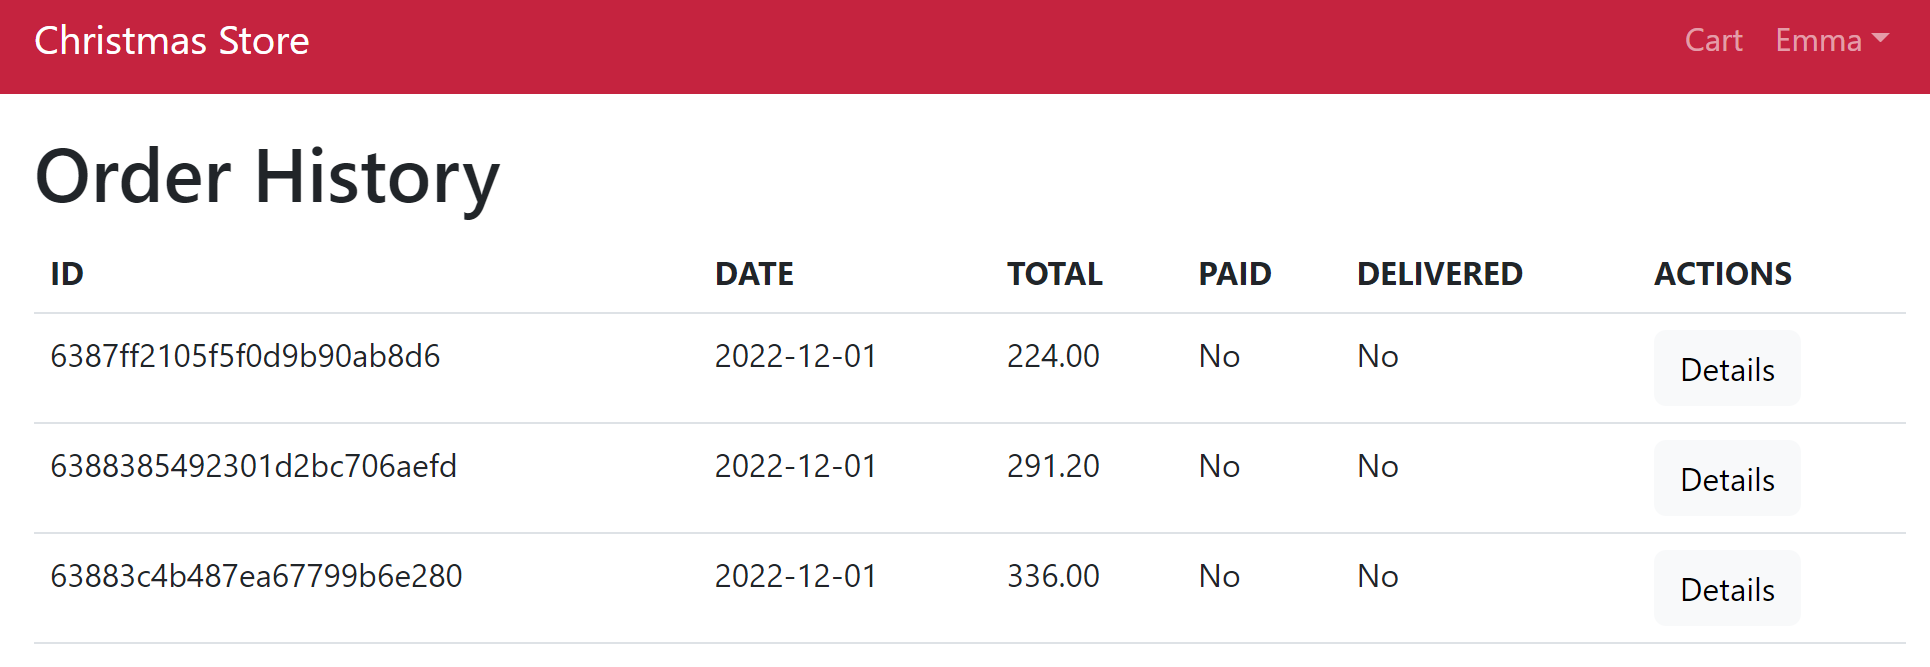 Christmas Store Cart Emma
Order History
ID DATE TOTAL PAID DELIVERED ACTIONS
6387ff2105f5f0d9b90ab8d6 2022-12-01 224.00 No No Details
6388385492301d2bc706aefd 2022-12-01 291.20 No No Details
63883c4b487ea67799b6e280 2022-12-01 336.00 No No Details